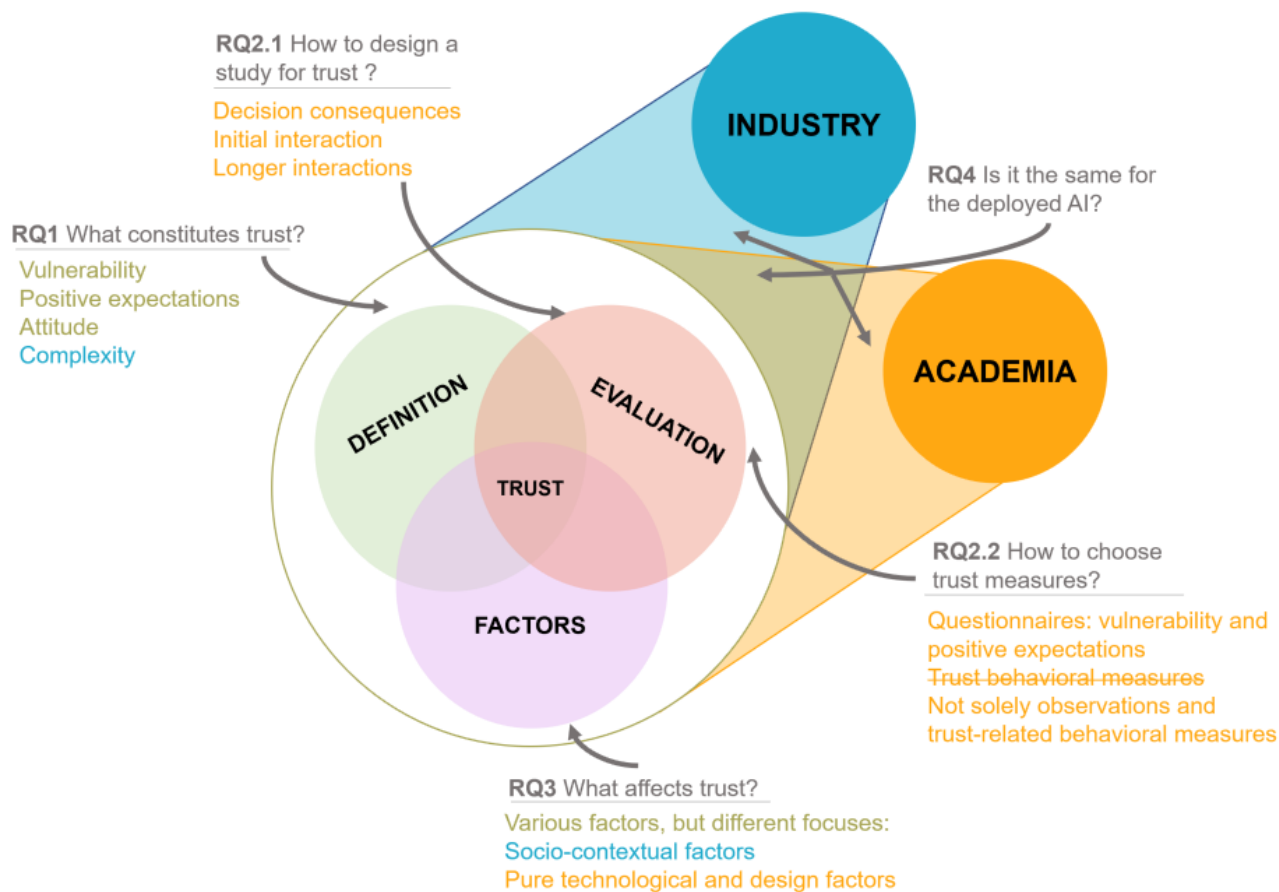 RQ2.1 How to design a
study for trust ?
Decision consequences
Initial interaction
Longer interactions
INDUSTRY
RQ4 Is it the same for
the deployed AI?
RQ1 What constitutes trust?
Vulnerability
Positive expectations
Attitude
Complexity
ACADEMIA
DEFINITION
EVALUATION
TRUST
FACTORS
RQ2.2 How to choose
trust measures?
Questionnaires: vulnerability and
positive expectations
Trust behavioral measures
Not solely observations and
trust-related behavioral measures
RQ3 What affects trust?
Various factors, but different focuses:
Socio-contextual factors
Pure technological and design factors